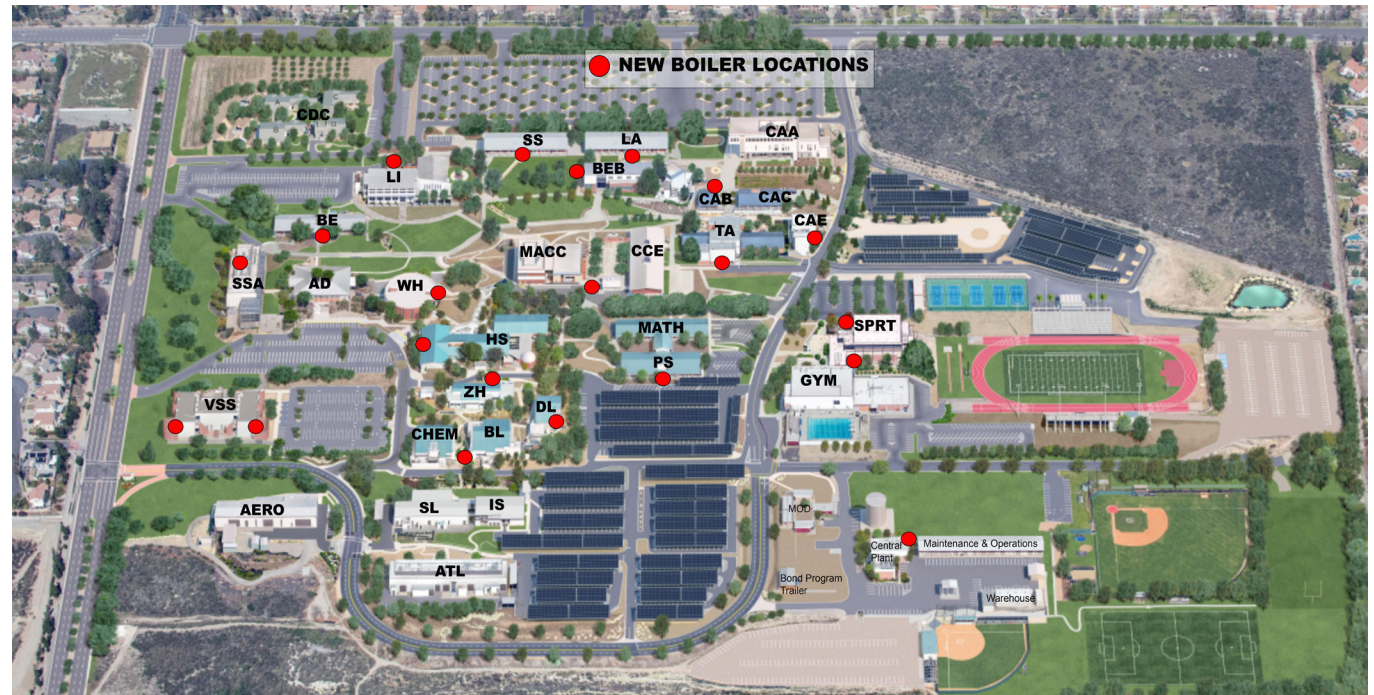 NEW BOILER LOCATIONS
CDC
SS
LA
CAA
LI
BEB
CAB
CAC
BE
TA
CAE
MACC
CCE
SSA
AD
WH
HS
MATH
SPRT
PS
GYM
ZH
VSS
DL
CHEM
BL
AERO
SL
IS
MOD
Central
Plant
Maintenance & Operations
ATL
Bond Program
Trailer
Warehouse